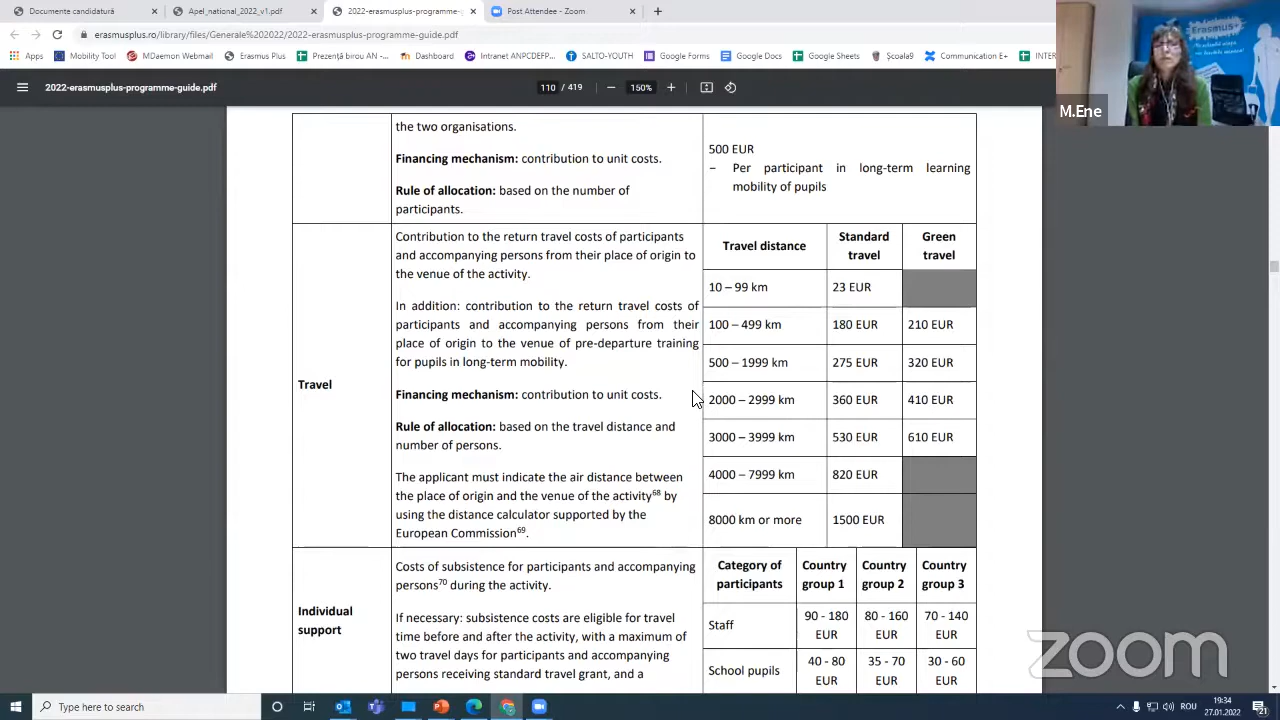 Documente candidatură
Apel_national_2022_v1.pdf
2022-erasmusplus-programme-
Post Attendee - Zoom
erasmusplus.ro/library/files/Generale%202022/2022-erasmusplus-programme-guide.pdf
Apps
Mobility Tool
MDaemon Webmail
Prezență birou AN -...
Dashboard
Intranet ANPCDEFP...
SALTO-YOUTH
Google Forms
Google Docs
Google Sheets
Școala9
Communication E+
INTER
2022-erasmusplus-programme-guide.pdf
110 / 419
150%
Erasmus+
M.Ene
the two organisations.
Financing mechanism: contribution to unit costs.
Rule of allocation: based on the number of
participants.
500 EUR
− Per participant in long-term learning
mobility of pupils
Travel
Contribution to the return travel costs of participants
and accompanying persons from their place of origin to
the venue of the activity.
In addition: contribution to the return travel costs of
participants and accompanying persons from their
place of origin to the venue of pre-departure training
for pupils in long-term mobility.
Financing mechanism: contribution to unit costs.
Rule of allocation: based on the travel distance and
number of persons.
The applicant must indicate the air distance between
the place of origin and the venue of the activity68 by
using the distance calculator supported by the
European Commission69.
Travel distance Standard travel Green travel
10 – 99 km 23 EUR
100 – 499 km 180 EUR 210 EUR
500 – 1999 km 275 EUR 320 EUR
2000 – 2999 km 360 EUR 410 EUR
3000 – 3999 km 530 EUR 610 EUR
4000 – 7999 km 820 EUR
8000 km or more 1500 EUR
Individual
support
Costs of subsistence for participants and accompanying
persons70 during the activity.
If necessary: subsistence costs are eligible for travel
time before and after the activity, with a maximum of
two travel days for participants and accompanying
persons receiving standard travel grant, and a
Category of participants Country group 1 Country group 2 Country group 3
Staff 90 - 180 EUR 80 - 160 EUR 70 - 140 EUR
School pupils 40 - 80 EUR 35 - 70 EUR 30 - 60 EUR
zoom
Type here to search
ROU
19:34
27.01.2022
21